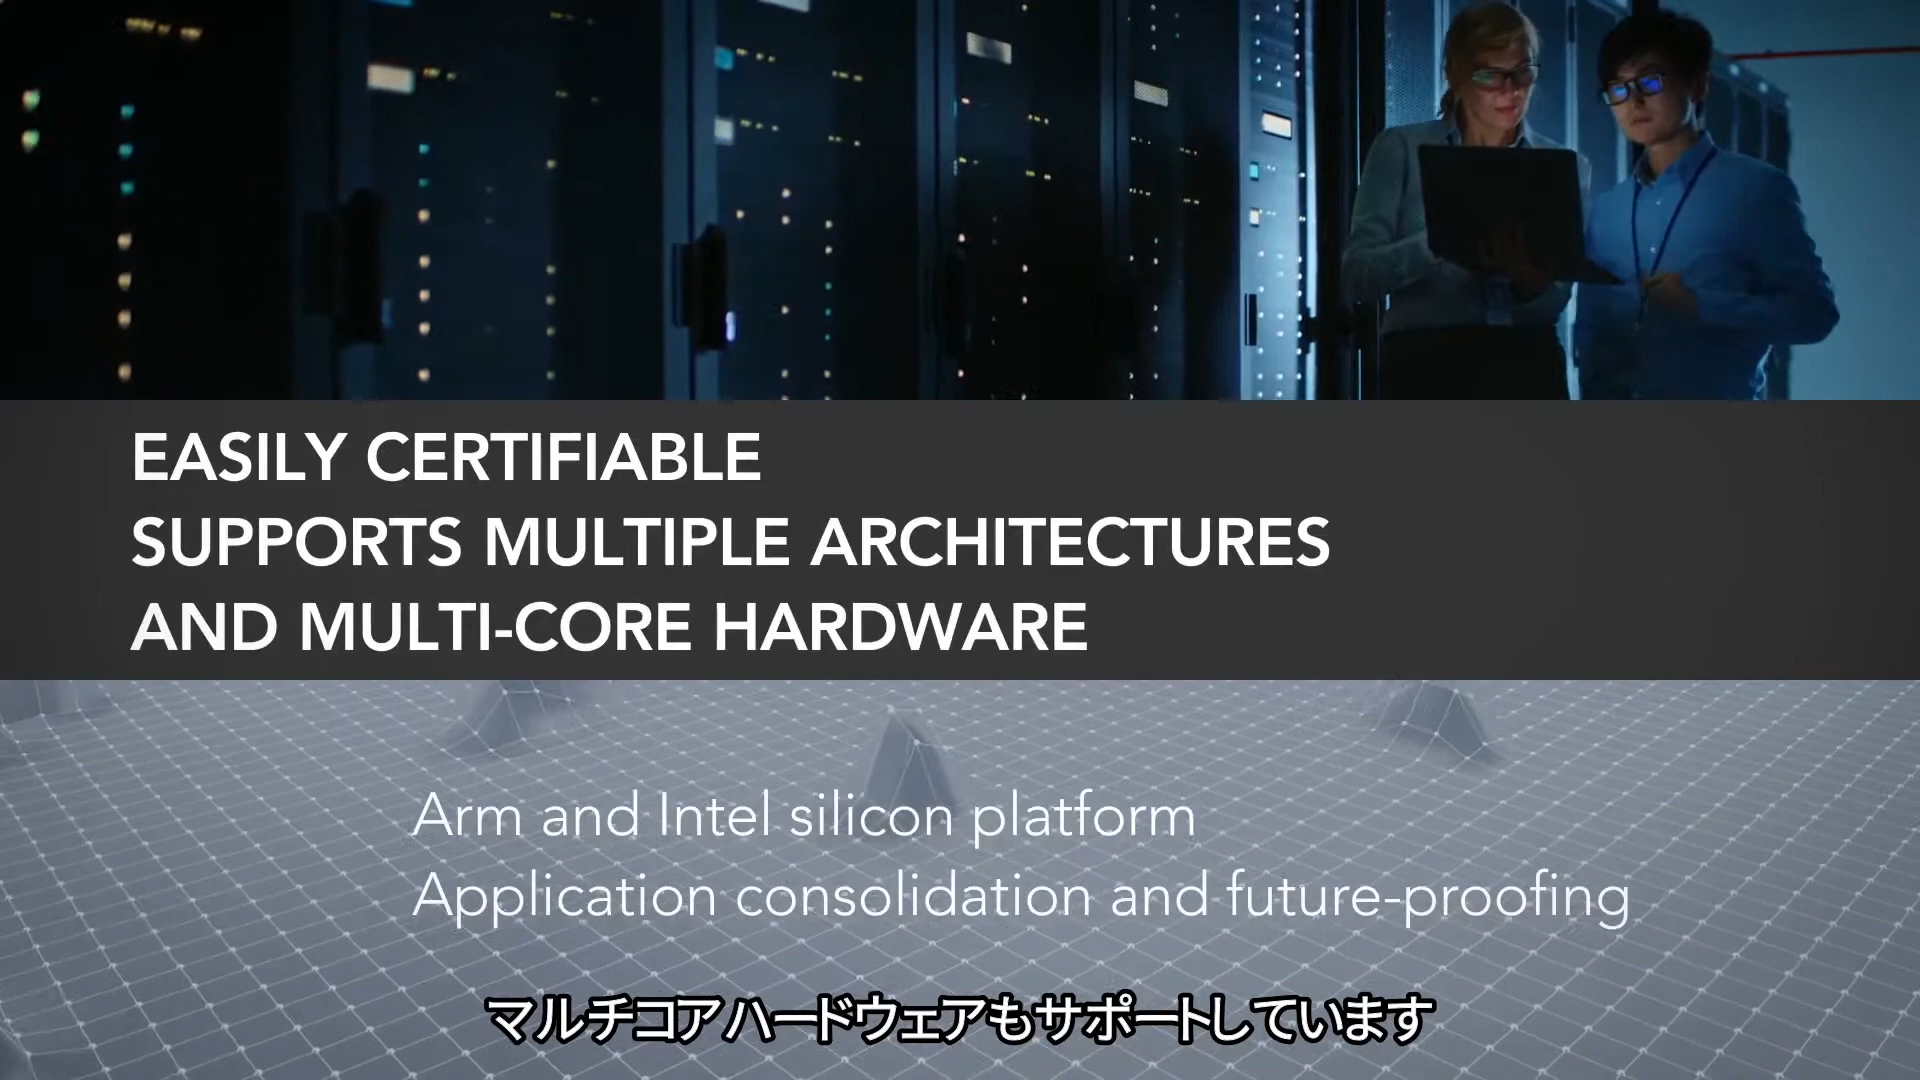 EASILY CERTIFIABLE
SUPPORTS MULTIPLE ARCHITECTURES
AND MULTI-CORE HARDWARE
Arm and Intel silicon platform
Application consolidation and future-proofing
マルチコアハードウェアもサポートしています